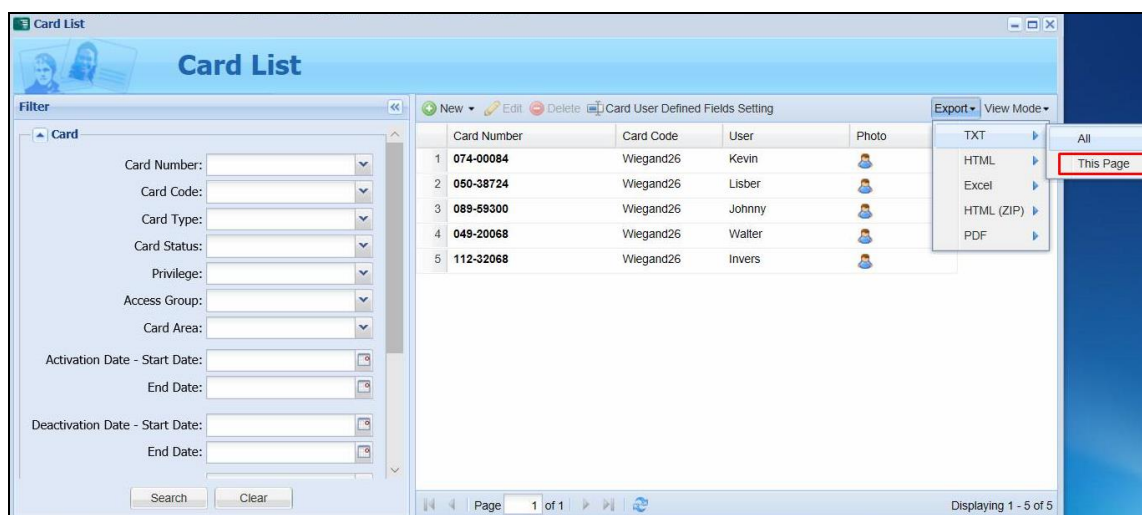 Card List
Card List
Filter
Card
Card Number:
Card Code:
Card Type:
Card Status:
Privilege:
Access Group:
Card Area:
Activation Date - Start Date:
End Date:
Deactivation Date - Start Date:
End Date:
Search Clear
New Edit Delete Card User Defined Fields Setting Export View Mode
Card Number Card Code User Photo
1 074-00084 Wiegand26 Kevin
2 050-38724 Wiegand26 Lisber
3 089-59300 Wiegand26 Johnny
4 049-20068 Wiegand26 Walter
5 112-32068 Wiegand26 Invers
TXT
HTML
Excel
HTML (ZIP)
PDF
All
This Page
Page 1 of 1 Displaying 1 - 5 of 5